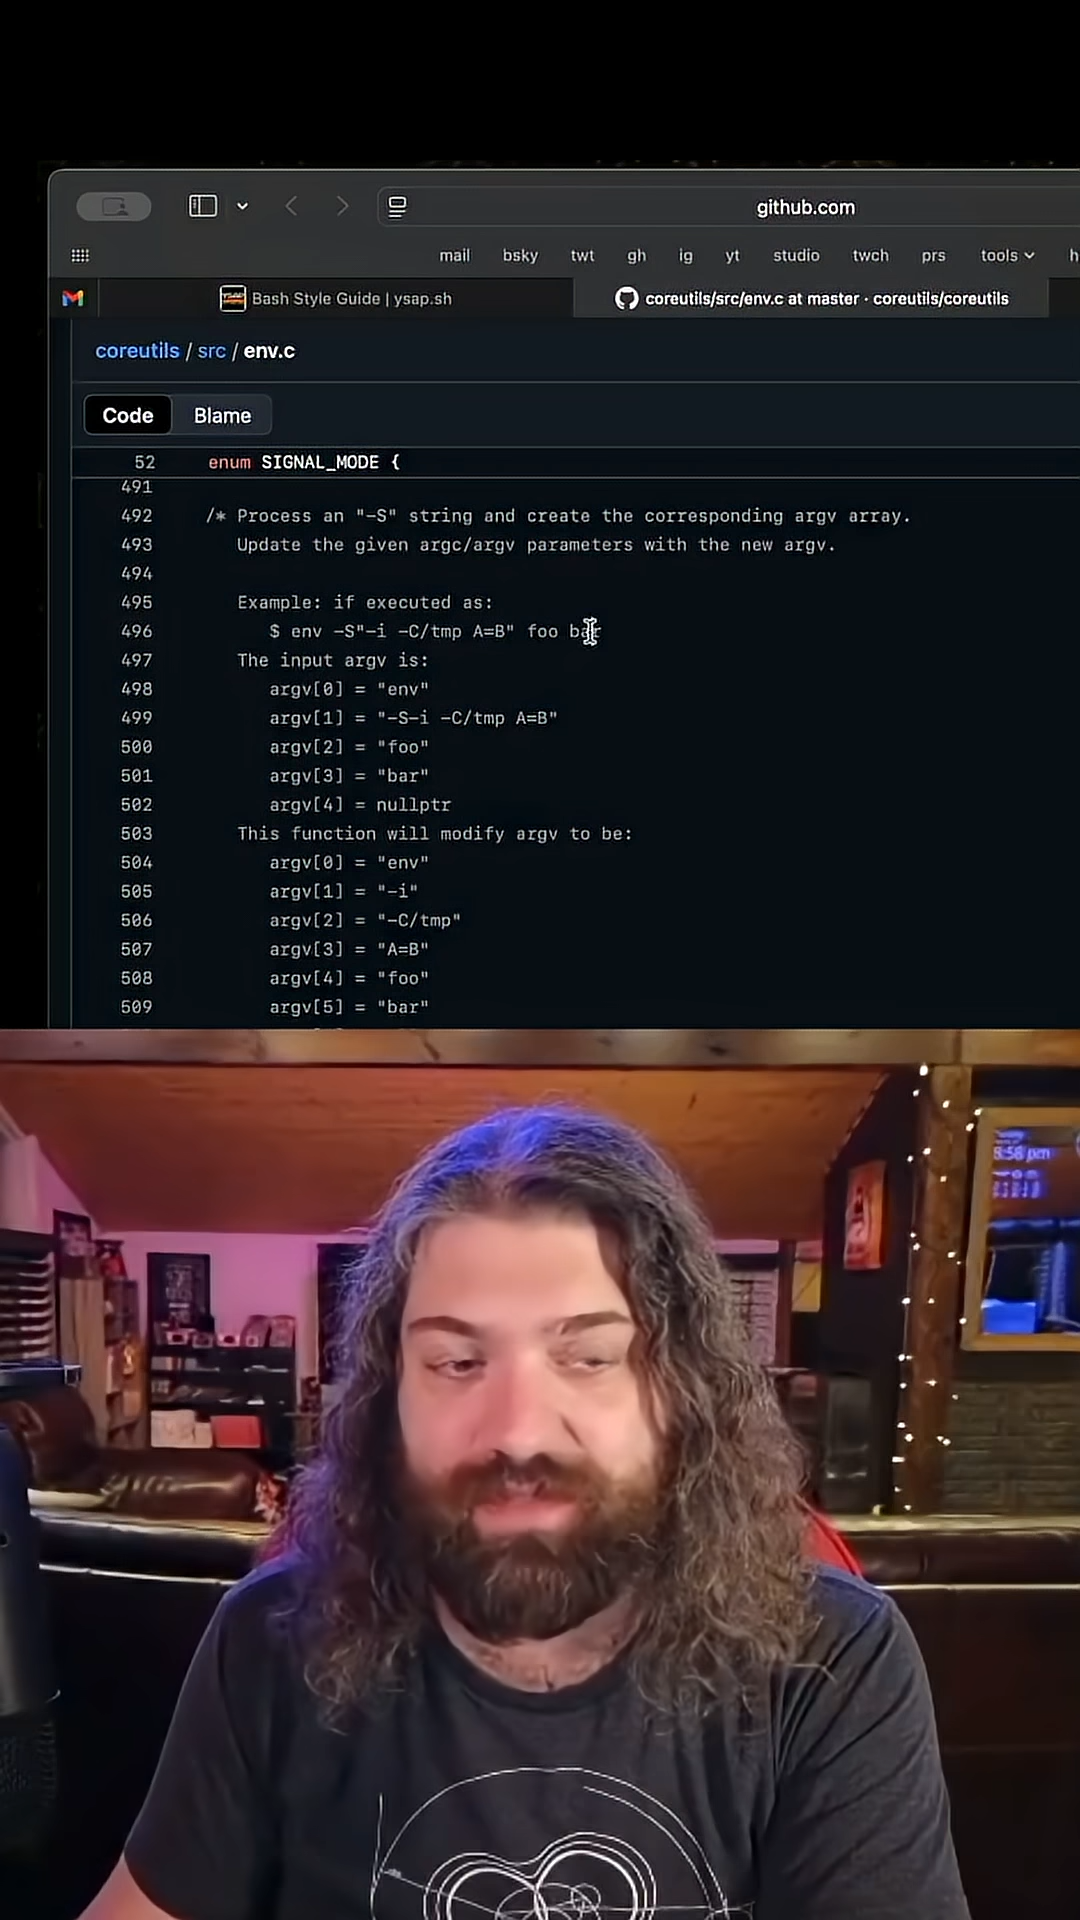 github.com
mail bsky twt gh ig yt studio twch prs tools
Bash Style Guide | ysap.sh
coreutils/src/env.c at master · coreutils/coreutils
coreutils / src / env.c
Code Blame
52 enum SIGNAL_MODE {
491
492 /* Process an "-S" string and create the corresponding argv array.
493 Update the given argc/argv parameters with the new argv.
494
495 Example: if executed as:
496 $ env -S"-i -C/tmp A=B" foo bar
497 The input argv is:
498 argv[0] = "env"
499 argv[1] = "-S-i -C/tmp A=B"
500 argv[2] = "foo"
501 argv[3] = "bar"
502 argv[4] = nullptr
503 This function will modify argv to be:
504 argv[0] = "env"
505 argv[1] = "-i"
506 argv[2] = "-C/tmp"
507 argv[3] = "A=B"
508 argv[4] = "foo"
509 argv[5] = "bar"
8:58 pm